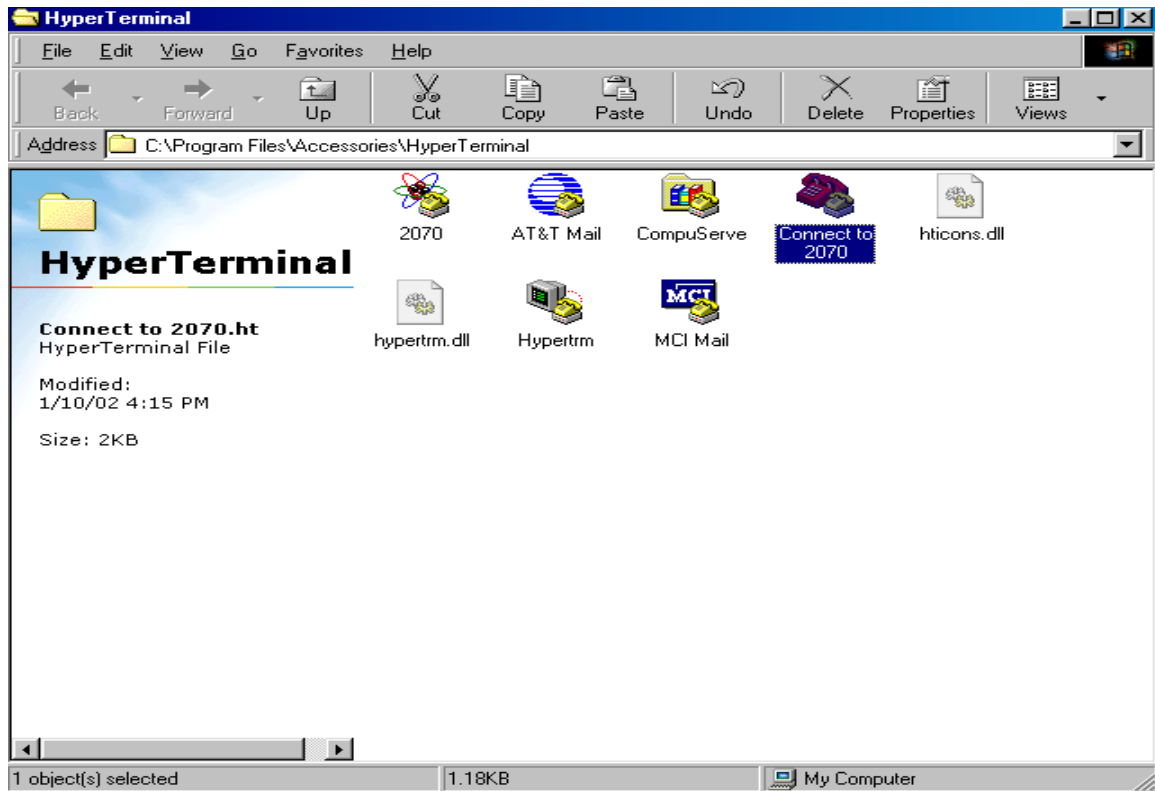 HyperTerminal
File Edit View Go Favorites Help
Back Forward Up Cut Copy Paste Undo Delete Properties Views
Address C:\Program Files\Accessories\HyperTerminal
HyperTerminal
Connect to 2070.ht
HyperTerminal File
Modified:
1/10/02 4:15 PM
Size: 2KB
2070 AT&T Mail CompuServe Connect to 2070 hticons.dll
hypertrm.dll Hypertrm MCI MCI Mail
1 object(s) selected 1.18KB My Computer